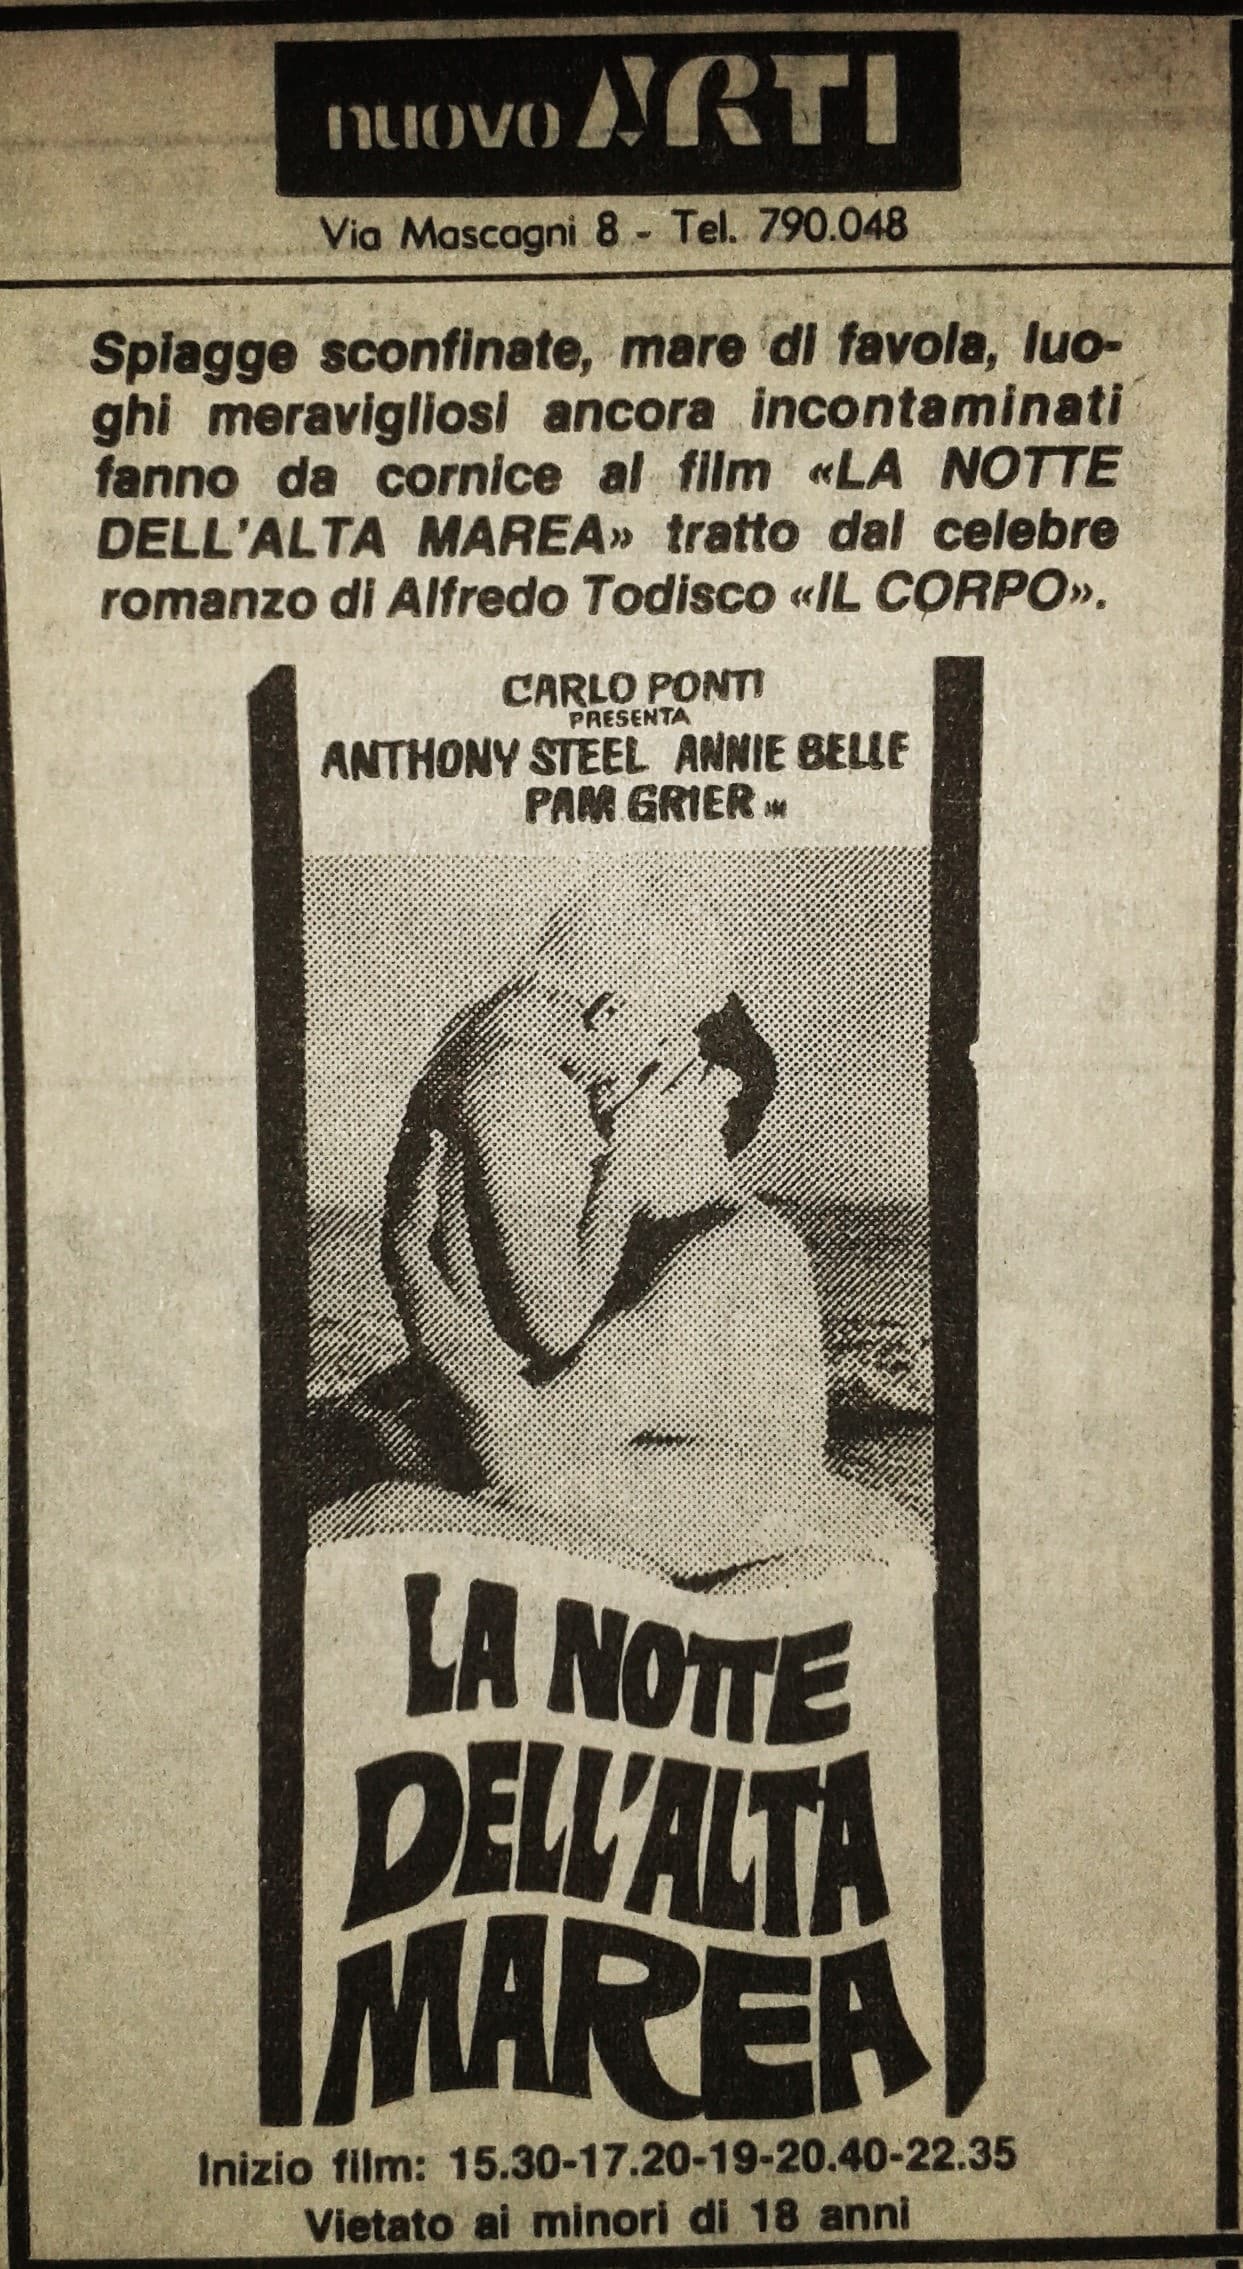 nuovo ARTI
Via Mascagni 8 - Tel. 790.048
Spiagge sconfinate, mare di favola, luo-
ghi meravigliosi ancora incontaminati
fanno da cornice al film «LA NOTTE
DELL'ALTA MAREA» tratto dal celebre
romanzo di Alfredo Todisco «IL CORPO».
CARLO PONTI
PRESENTA
ANTHONY STEEL ANNIE BELLE
PAM GRIER IN
LA NOTTE
DELL'ALTA
MAREA
Inizio film: 15.30-17.20-19-20.40-22.35
Vietato ai minori di 18 anni